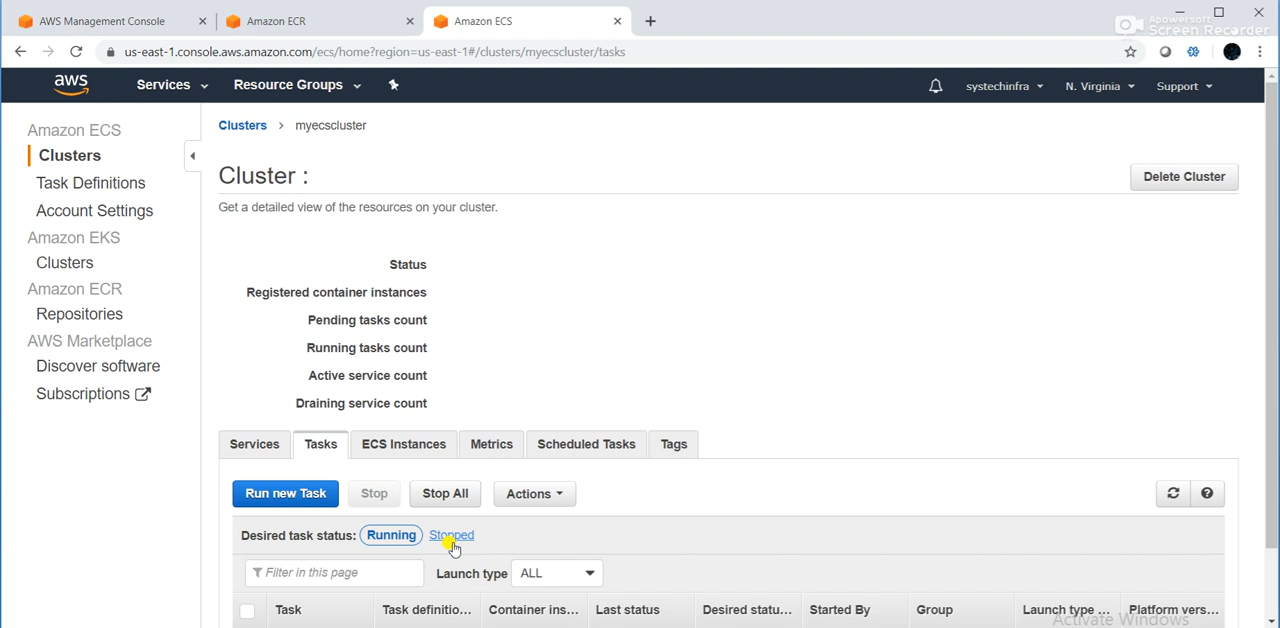 AWS Management Console
Amazon ECR
Amazon ECS
Apowersoft
Screen Recorder
us-east-1.console.aws.amazon.com/ecs/home?region=us-east-1#/clusters/myecscluster/tasks
aws
Services
Resource Groups
systechinfra
N. Virginia
Support
Amazon ECS
Clusters
Task Definitions
Account Settings
Amazon EKS
Clusters
Amazon ECR
Repositories
AWS Marketplace
Discover software
Subscriptions
Clusters > myecscluster
Cluster :
Delete Cluster
Get a detailed view of the resources on your cluster.
Status
Registered container instances
Pending tasks count
Running tasks count
Active service count
Draining service count
Services Tasks ECS Instances Metrics Scheduled Tasks Tags
Run new Task Stop Stop All Actions
Desired task status: Running Stopped
Filter in this page Launch type ALL
Task Task definitio... Container ins... Last status Desired statu... Started By Group Launch type ... Platform vers...
Activate Windows